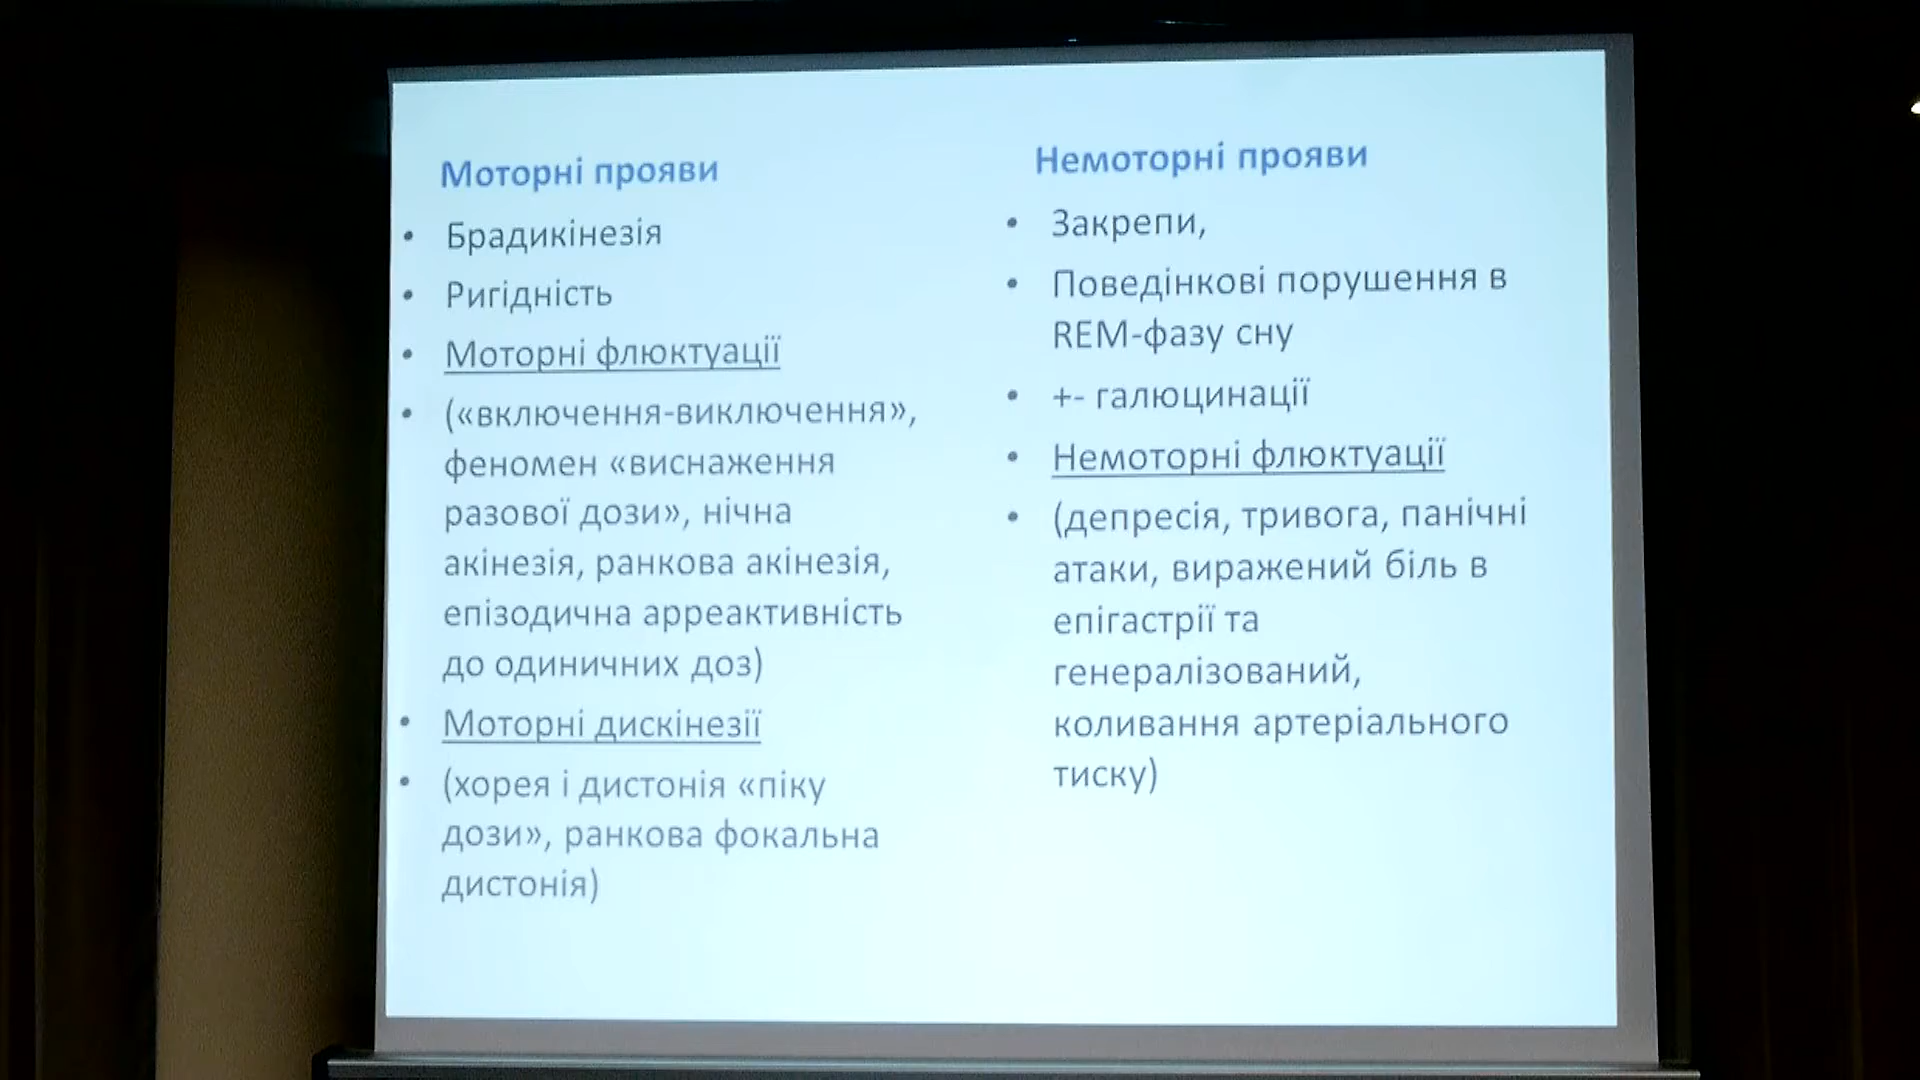 Моторні прояви
• Брадикінезія
• Ригідність
• Моторні флюктуації
• («включення-виключення»,
феномен «виснаження
разової дози», нічна
акінезія, ранкова акінезія,
епізодична арреактивність
до одиничних доз)
• Моторні дискінезії
• (хорея і дистонія «піку
дози», ранкова фокальна
дистонія)
Немоторні прояви
• Закрепи,
• Поведінкові порушення в
REM-фазу сну
• +- галюцинації
• Немоторні флюктуації
• (депресія, тривога, панічні
атаки, виражений біль в
епігастрії та
генералізований,
коливання артеріального
тиску)